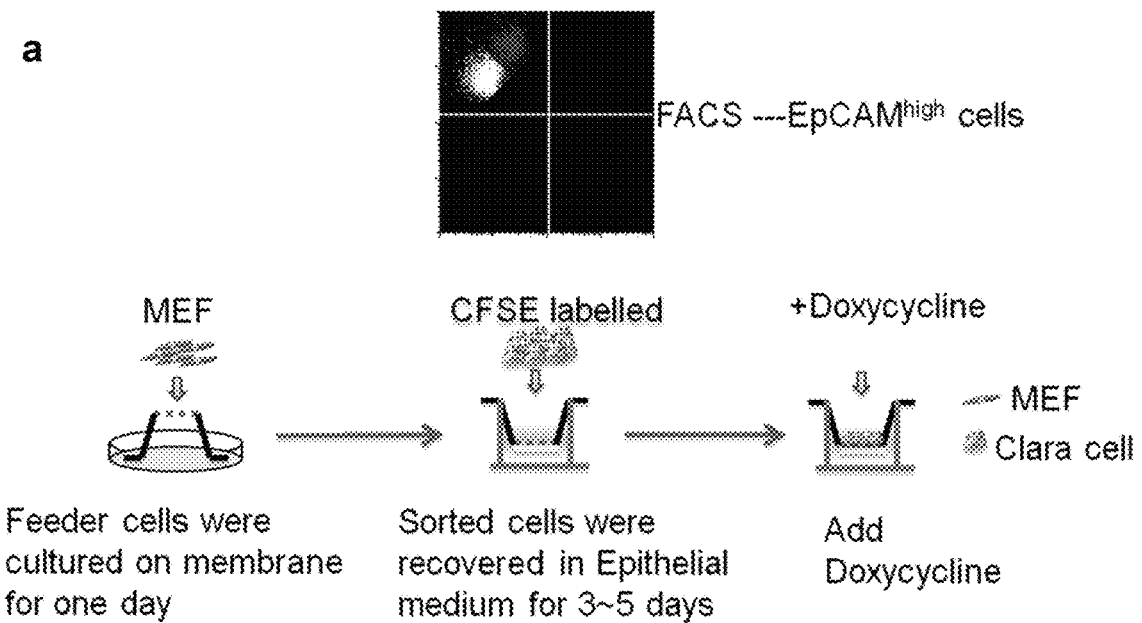 a
FACS ---EpCAMhigh cells
MEF
CFSE labelled
+Doxycycline
MEF
Clara cell
Feeder cells were
cultured on membrane
for one day
Sorted cells were
recovered in Epithelial
medium for 3~5 days
Add
Doxycycline